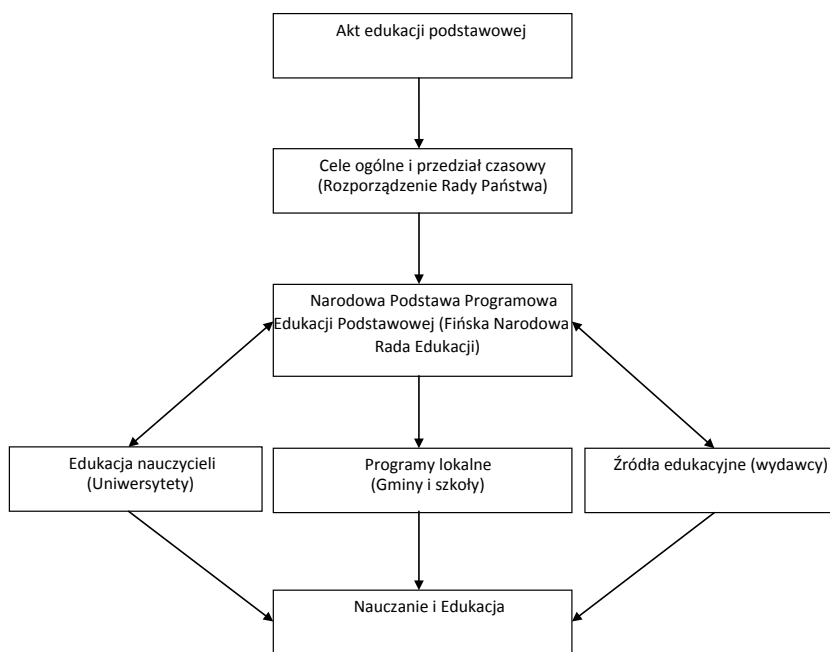 Akt edukacji podstawowej
Cele ogólne i przedział czasowy
(Rozporządzenie Rady Państwa)
Narodowa Podstawa Programowa
Edukacji Podstawowej (Fińska Narodowa
Rada Edukacji)
Edukacja nauczycieli
(Uniwersytety)
Programy lokalne
(Gminy i szkoły)
Źródła edukacyjne (wydawcy)
Nauczanie i Edukacja